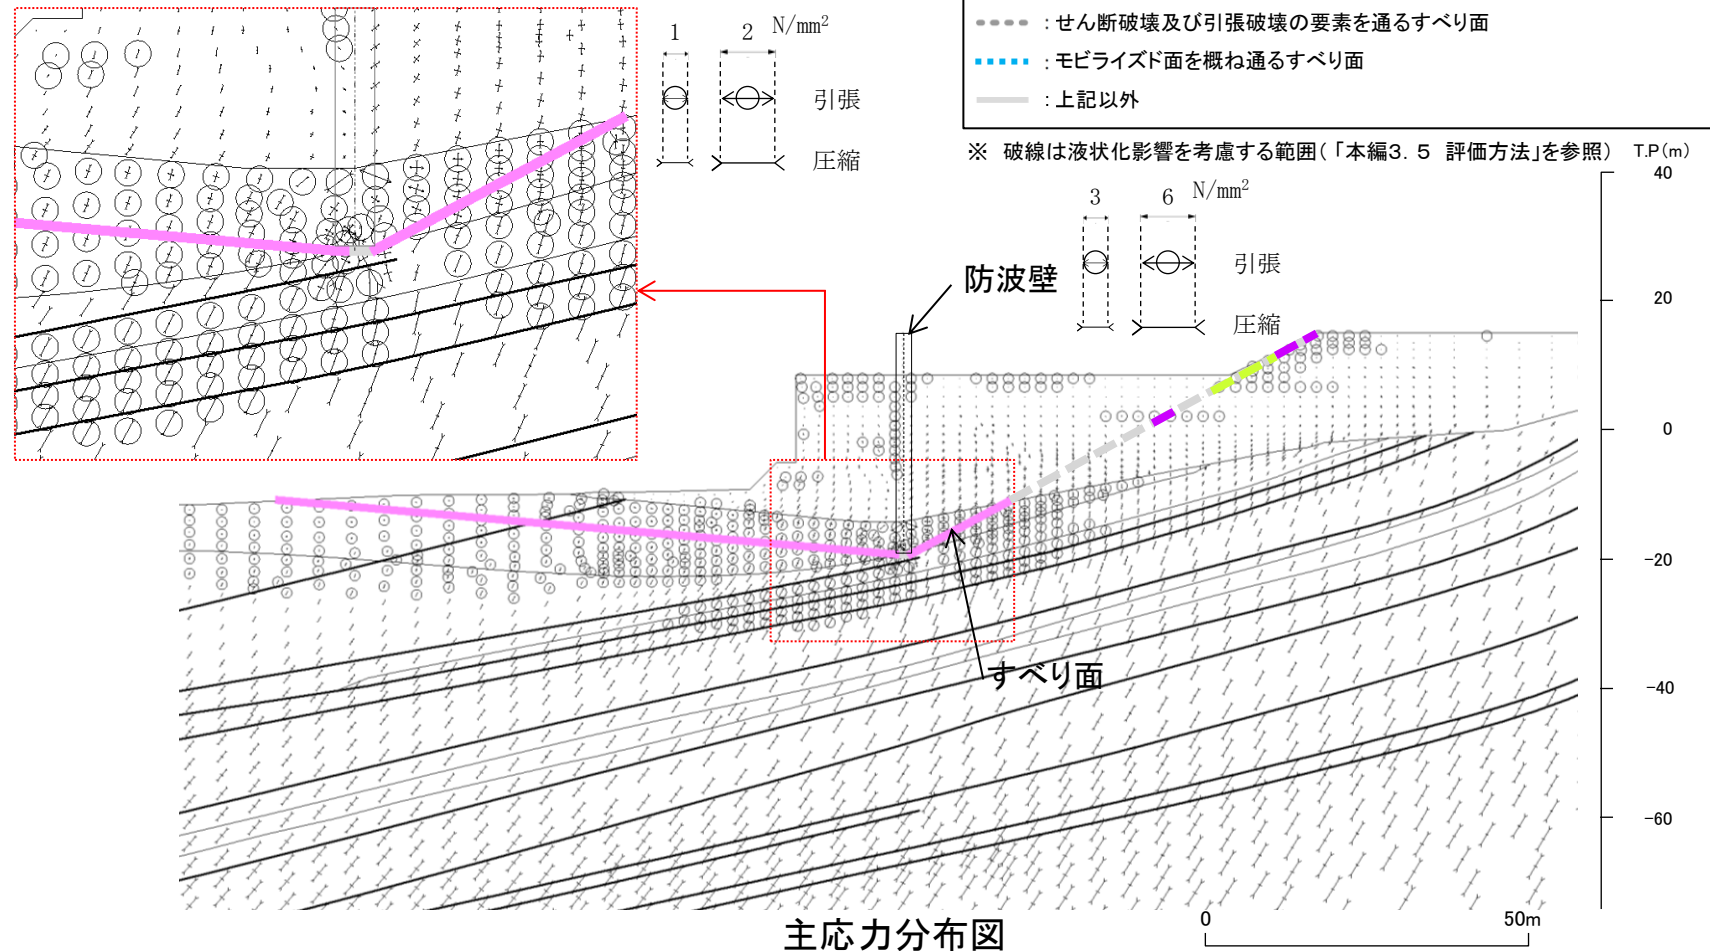 : せん断破壊及び引張破壊の要素を通るすべり面
: モビライズド面を概ね通るすべり面
: 上記以外
※ 破線は液状化影響を考慮する範囲(「本編3.5 評価方法」を参照)
T.P(m)
1 2 N/mm²
引張
圧縮
3 6 N/mm²
引張
圧縮
防波壁
すべり面
40
20
0
-20
-40
-60
主応力分布図
0 50m